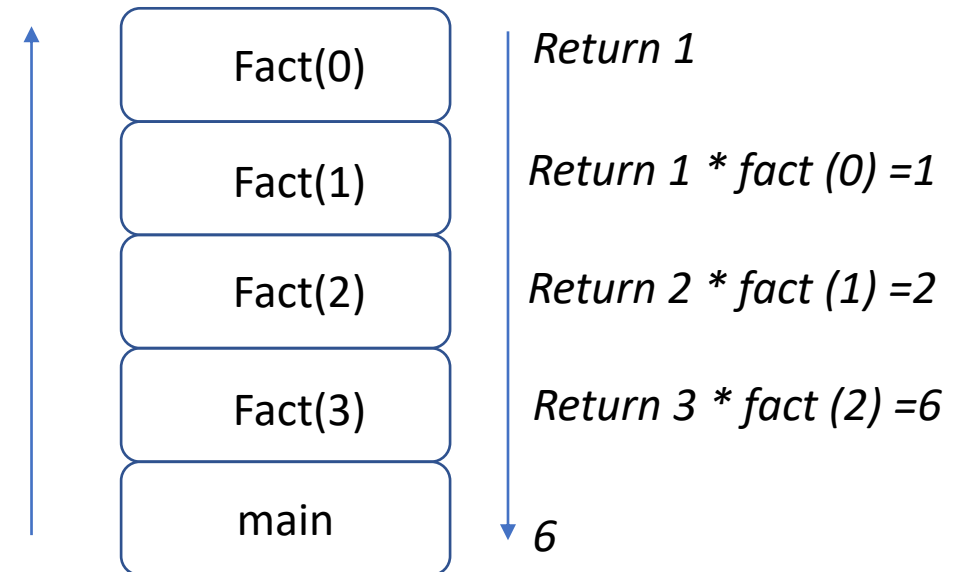 Fact(0)
Return 1
Fact(1)
Return 1 * fact (0) =1
Fact(2)
Return 2 * fact (1) =2
Fact(3)
Return 3 * fact (2) =6
main
6